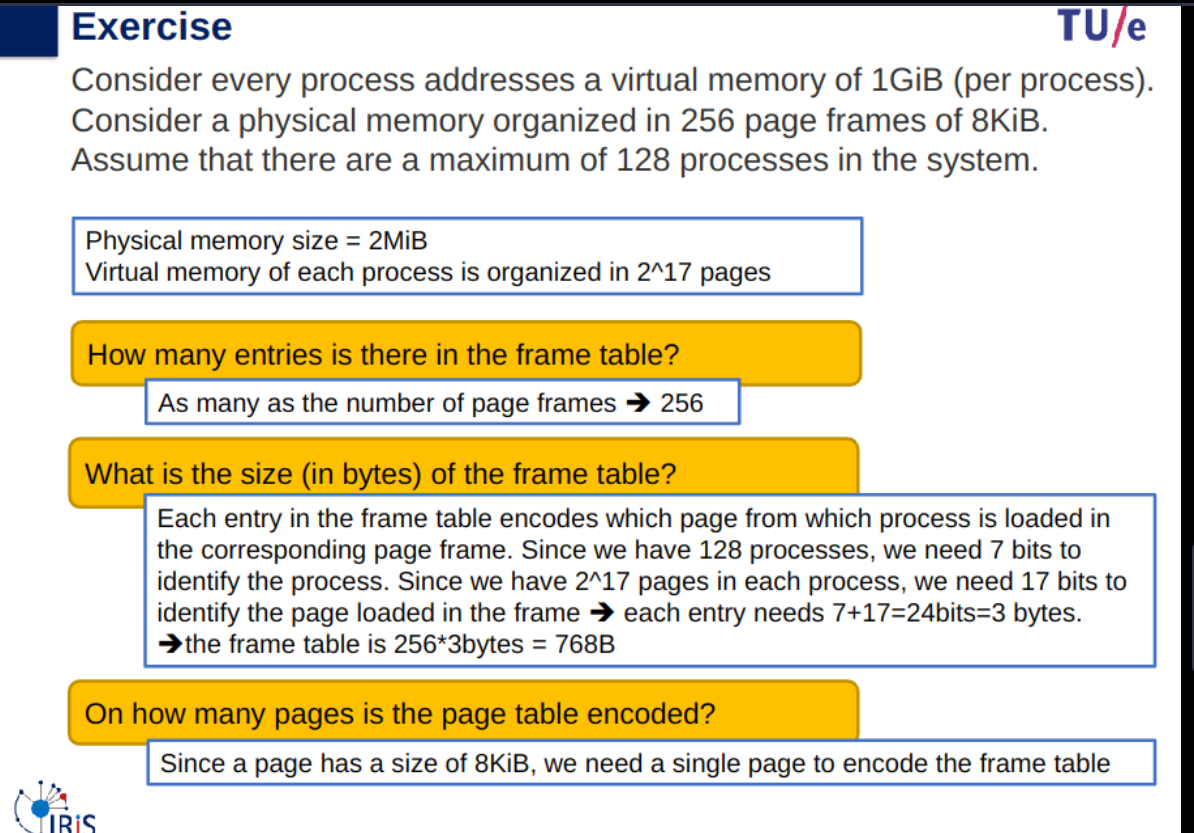 Exercise
TU/e
Consider every process addresses a virtual memory of 1GiB (per process).
Consider a physical memory organized in 256 page frames of 8KiB.
Assume that there are a maximum of 128 processes in the system.
Physical memory size = 2MiB
Virtual memory of each process is organized in 2^17 pages
How many entries is there in the frame table?
As many as the number of page frames ➔ 256
What is the size (in bytes) of the frame table?
Each entry in the frame table encodes which page from which process is loaded in
the corresponding page frame. Since we have 128 processes, we need 7 bits to
identify the process. Since we have 2^17 pages in each process, we need 17 bits to
identify the page loaded in the frame ➔ each entry needs 7+17=24bits=3 bytes.
➔the frame table is 256*3bytes = 768B
On how many pages is the page table encoded?
Since a page has a size of 8KiB, we need a single page to encode the frame table
IRiS